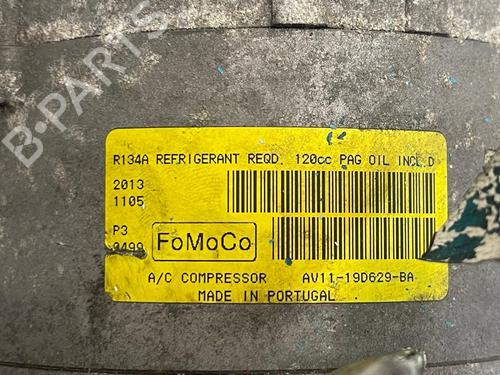 B-PARTS
R134A REFRIGERANT REQD. 120cc PAG OIL INCL D
2013
1105
P3
FoMoCo
A/C COMPRESSOR AV11-19D629-BA
MADE IN PORTUGAL